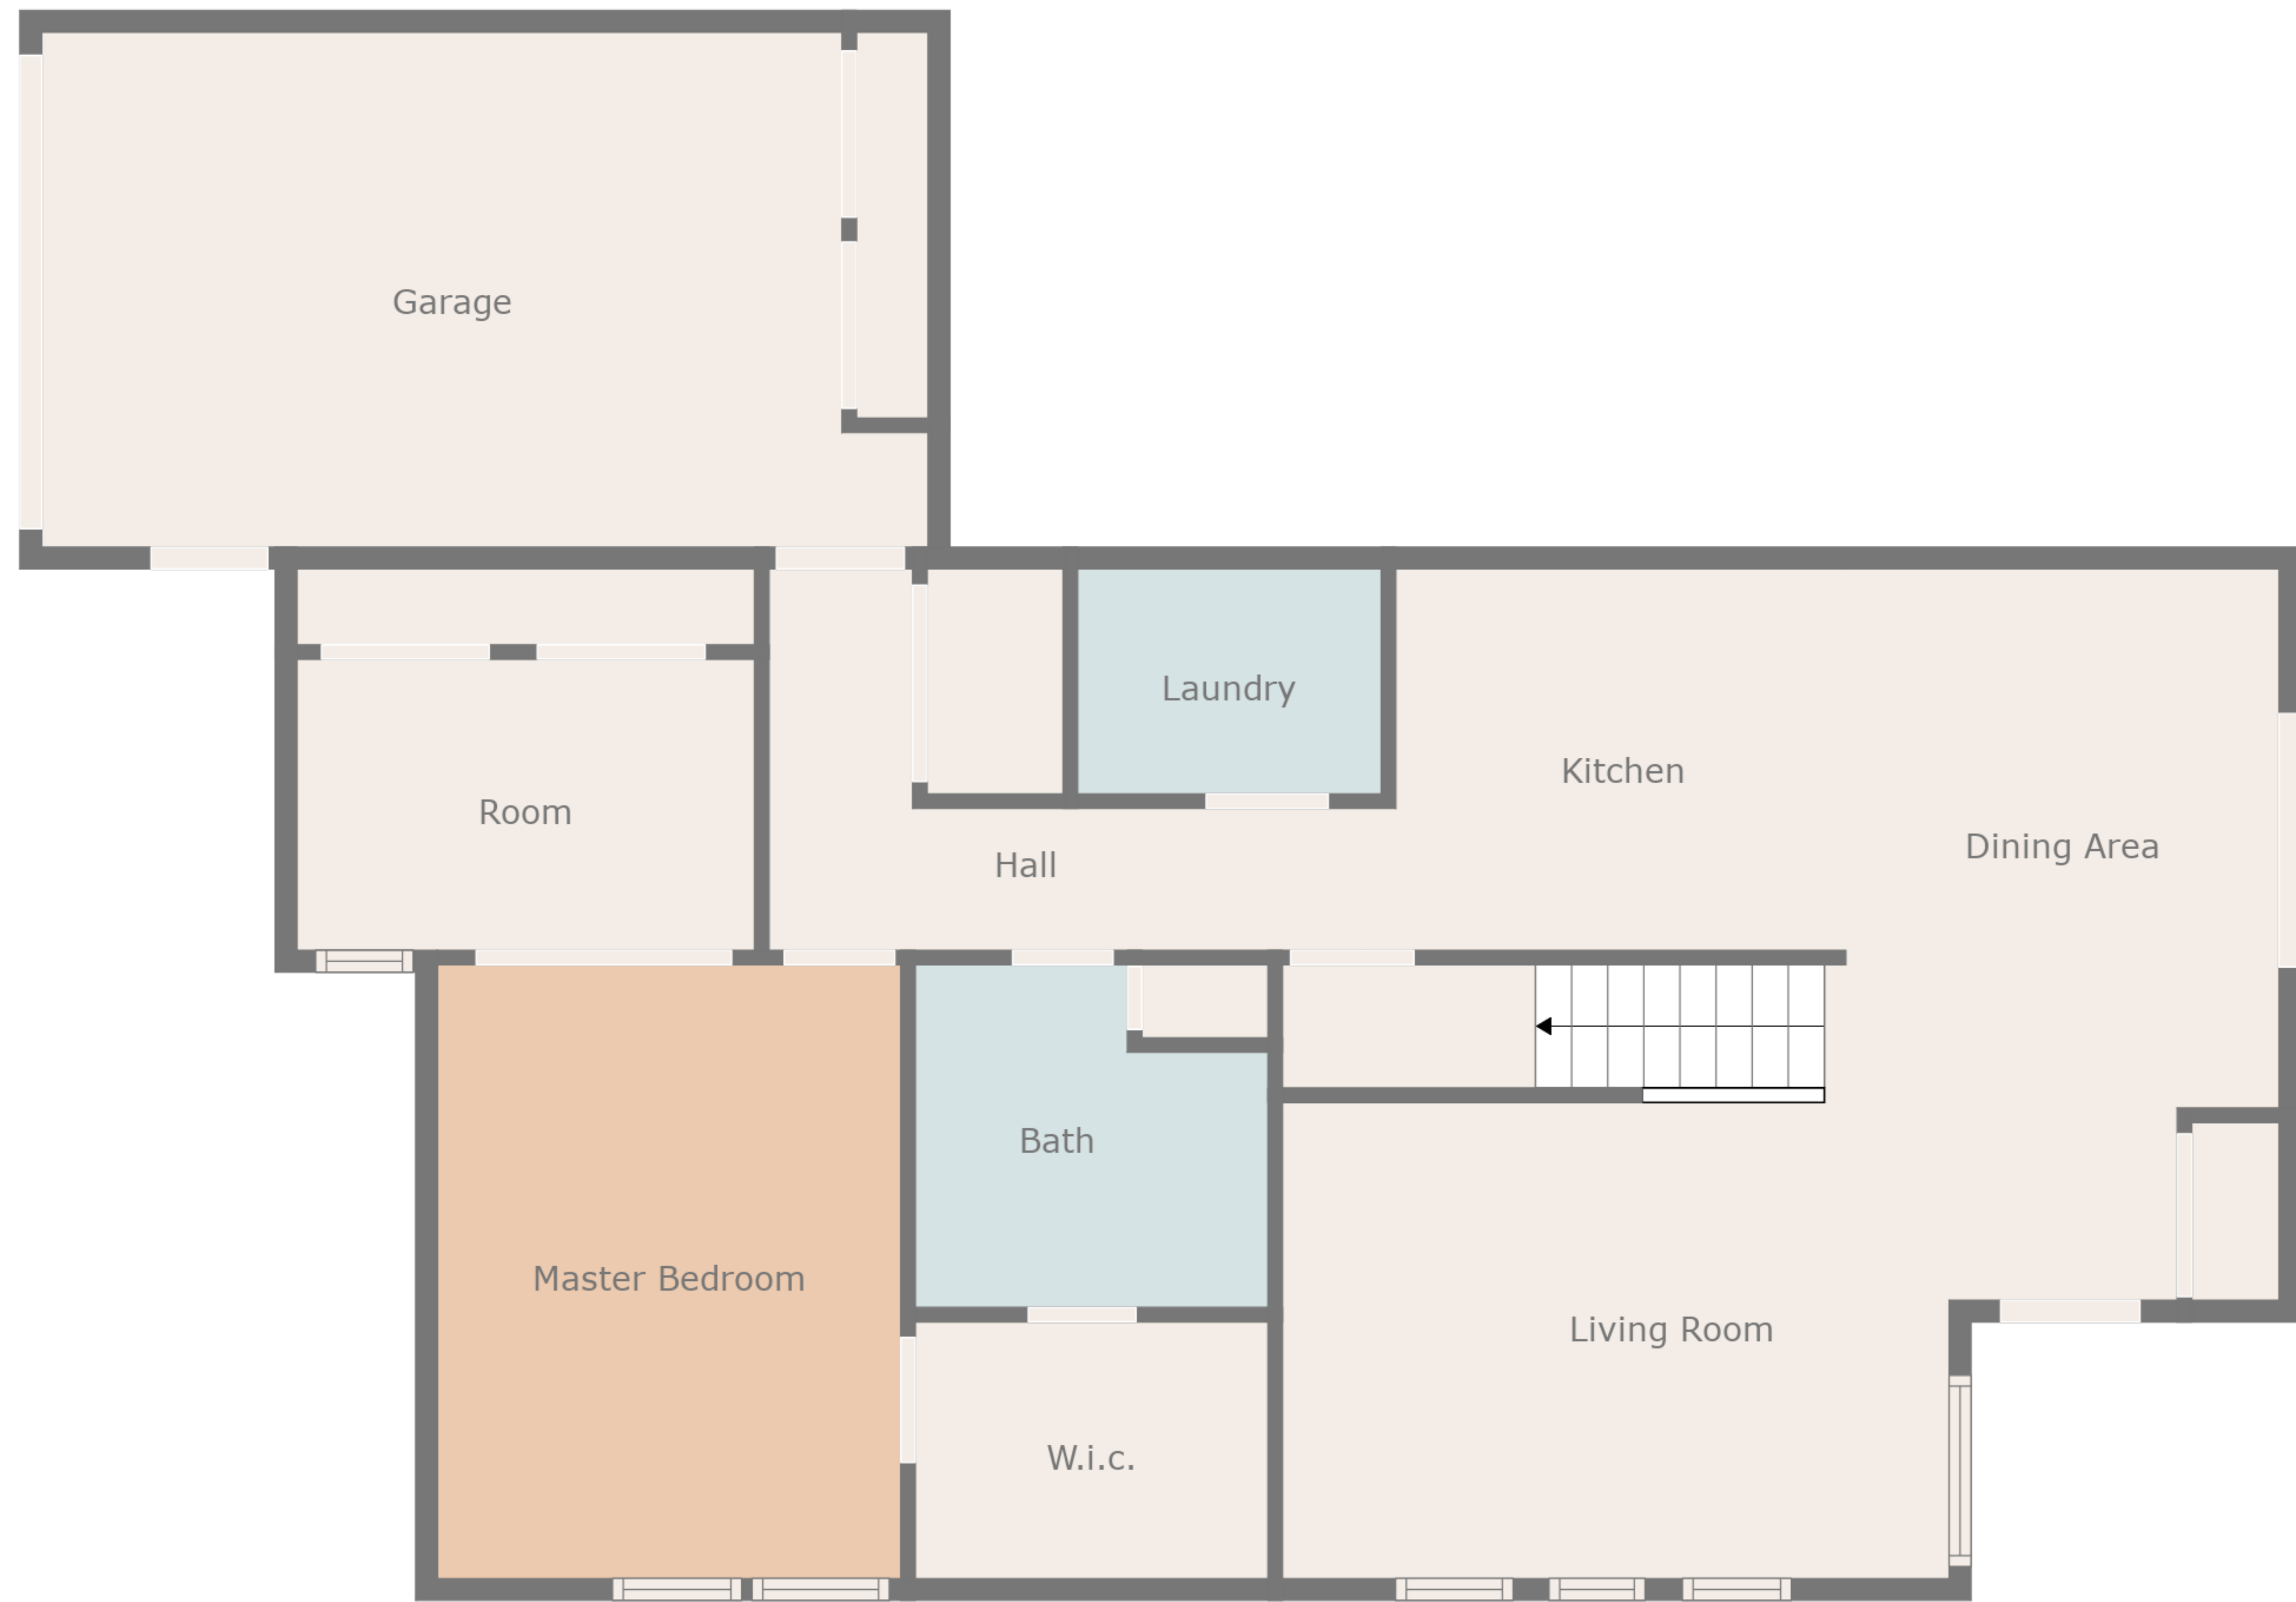 Garage
Laundry
Kitchen
Room
Dining Area
Hall
Bath
Master Bedroom
Living Room
W.i.c.